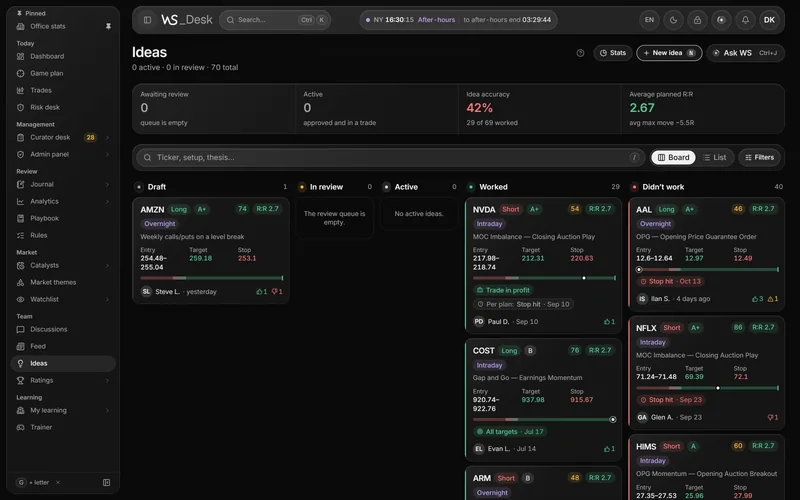 Pinned
Office stats
Today
Dashboard
Game plan
Trades
Risk desk
Management
Curator desk 28
Admin panel
Review
Journal
Analytics
Playbook
Rules
Market
Catalysts
Market themes
Watchlist
Team
Discussions
Feed
Ideas
Ratings
Learning
My learning
Trainer
G + letter ×
WS_Desk
Search... Ctrl K
NY 16:30:15 After-hours to after-hours end 03:29:44
EN
DK
Ideas
0 active · 0 in review · 70 total
Stats
+ New idea N
Ask WS Ctrl+J
Awaiting review
0
queue is empty
Active
0
approved and in a trade
Idea accuracy
42%
29 of 69 worked
Average planned R:R
2.67
avg max move −5.5R
Ticker, setup, thesis... /
Board
List
Filters
Draft 1
AMZN Long A+ 74 R:R 2.7
Overnight
Weekly calls/puts on a level break
Entry Target Stop
254.48–255.04 259.18 253.1
SL Steve L. · yesterday 1 1
In review 0
The review queue is empty.
Active 0
No active ideas.
Worked 29
NVDA Short A+ 54 R:R 2.7
Intraday
MOC Imbalance — Closing Auction Play
Entry Target Stop
217.98–218.74 212.31 220.63
Trade in profit
Per plan: Stop hit · Sep 10
PD Paul D. · Sep 10 1
COST Long B 76 R:R 2.7
Intraday
Gap and Go — Earnings Momentum
Entry Target Stop
920.74–922.76 937.98 915.67
All targets · Jul 17
EL Evan L. · Jul 14 1
ARM Short B 48 R:R 2.7
Overnight
Didn't work 40
AAL Long A+ 46 R:R 2.7
Overnight
OPG — Opening Price Guarantee Order
Entry Target Stop
12.6–12.64 12.97 12.49
Stop hit · Oct 13
IS Ilan S. · 4 days ago 3 1
NFLX Short A+ 86 R:R 2.7
Intraday
MOC Imbalance — Closing Auction Play
Entry Target Stop
71.24–71.48 69.39 72.1
Stop hit · Sep 23
GA Glen A. · Sep 23 1
HIMS Short A 60 R:R 2.7
Intraday
OPG Momentum — Opening Auction Breakout
Entry Target Stop
27.35–27.53 25.96 27.99